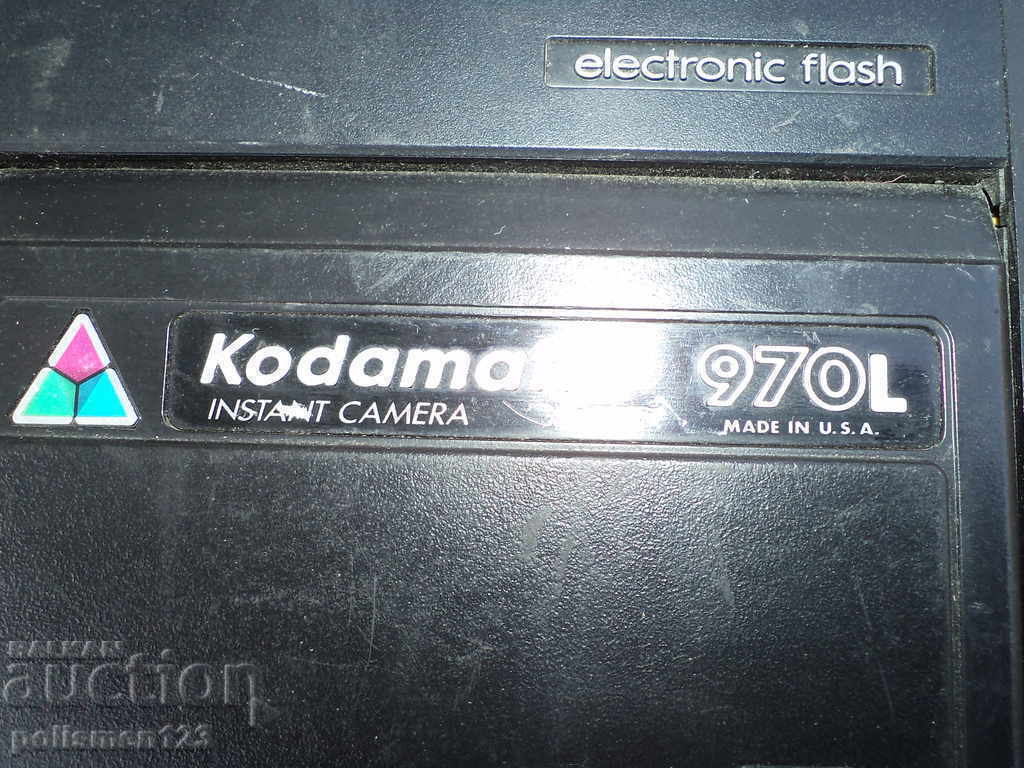 electronic flash
Kodama 970L
INSTANT CAMERA
MADE IN U.S.A.
BALKAN
auction
polismen123